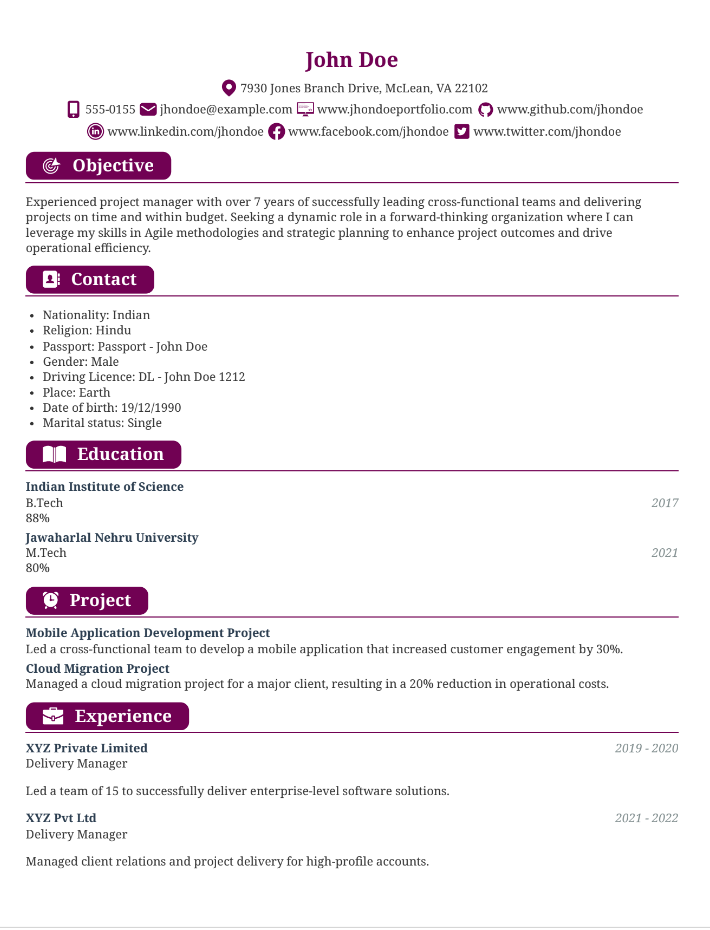 John Doe
7930 Jones Branch Drive, McLean, VA 22102
555-0155 jhondoe@example.com www.jhondoeportfolio.com www.github.com/jhondoe
www.linkedin.com/jhondoe www.facebook.com/jhondoe www.twitter.com/jhondoe
Objective
Experienced project manager with over 7 years of successfully leading cross-functional teams and delivering
projects on time and within budget. Seeking a dynamic role in a forward-thinking organization where I can
leverage my skills in Agile methodologies and strategic planning to enhance project outcomes and drive
operational efficiency.
Contact
• Nationality: Indian
• Religion: Hindu
• Passport: Passport - John Doe
• Gender: Male
• Driving Licence: DL - John Doe 1212
• Place: Earth
• Date of birth: 19/12/1990
• Marital status: Single
Education
Indian Institute of Science
B.Tech 2017
88%
Jawaharlal Nehru University
M.Tech 2021
80%
Project
Mobile Application Development Project
Led a cross-functional team to develop a mobile application that increased customer engagement by 30%.
Cloud Migration Project
Managed a cloud migration project for a major client, resulting in a 20% reduction in operational costs.
Experience
XYZ Private Limited 2019 - 2020
Delivery Manager
Led a team of 15 to successfully deliver enterprise-level software solutions.
XYZ Pvt Ltd 2021 - 2022
Delivery Manager
Managed client relations and project delivery for high-profile accounts.